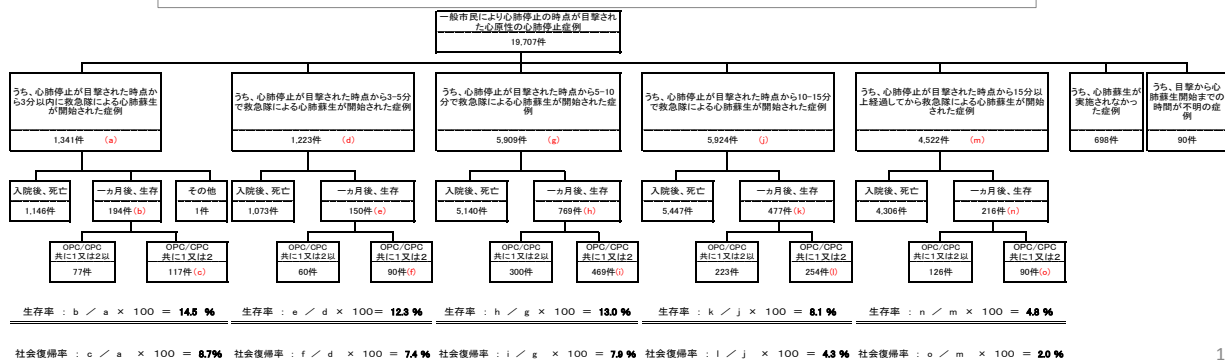 一般市民により心肺停止の時点が目撃され
た心原性の心肺停止症例
19,707件
うち、心肺停止が目撃された時点か
ら3分以内に救急隊による心肺蘇生
が開始された症例
1,341件 (a)
うち、心肺停止が目撃された時点から3-5分
で救急隊による心肺蘇生が開始された症例
1,223件 (d)
うち、心肺停止が目撃された時点から5-10
分で救急隊による心肺蘇生が開始された症
例
5,909件 (g)
うち、心肺停止が目撃された時点から10-15分
で救急隊による心肺蘇生が開始された症例
5,924件 (j)
うち、心肺停止が目撃された時点から15分以
上経過してから救急隊による心肺蘇生が開始
された症例
4,522件 (m)
うち、心肺蘇生が
実施されなかっ
た症例
698件
うち、目撃から心
肺蘇生開始までの
時間が不明の症
例
90件
入院後、死亡
1,146件
一ヵ月後、生存
194件(b)
その他
1件
入院後、死亡
1,073件
一ヵ月後、生存
150件(e)
入院後、死亡
5,140件
一ヵ月後、生存
769件(h)
入院後、死亡
5,447件
一ヵ月後、生存
477件(k)
入院後、死亡
4,306件
一ヵ月後、生存
216件(n)
OPC/CPC
共に1又は2以
77件
OPC/CPC
共に1又は2
117件(c)
OPC/CPC
共に1又は2以
60件
OPC/CPC
共に1又は2
90件(f)
OPC/CPC
共に1又は2以
300件
OPC/CPC
共に1又は2
469件(i)
OPC/CPC
共に1又は2以
223件
OPC/CPC
共に1又は2
254件(l)
OPC/CPC
共に1又は2以
126件
OPC/CPC
共に1又は2
90件(o)
生存率 : b / a × 100 = 14.5 %
生存率 : e / d × 100= 12.3 %
生存率 : h / g × 100 = 13.0 %
生存率 : k / j × 100 = 8.1 %
生存率 : n / m × 100 = 4.8 %
社会復帰率 : c / a × 100 = 8.7%
社会復帰率 : f / d × 100 = 7.4 %
社会復帰率 : i / g × 100 = 7.9 %
社会復帰率 : l / j × 100 = 4.3 %
社会復帰率 : o / m × 100 = 2.0 %
1